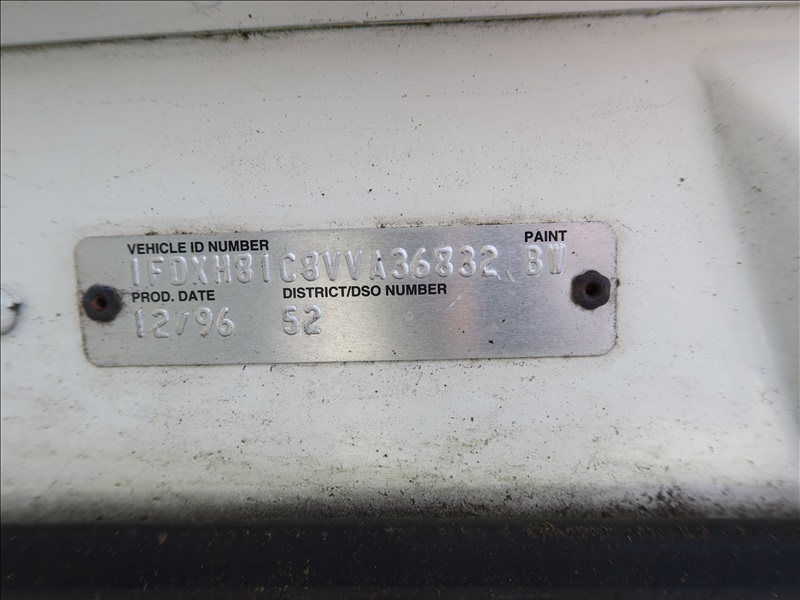 VEHICLE ID NUMBER PAINT
1FDXH81C8VVA36832 BW
PROD. DATE DISTRICT/DSO NUMBER
12/96 52